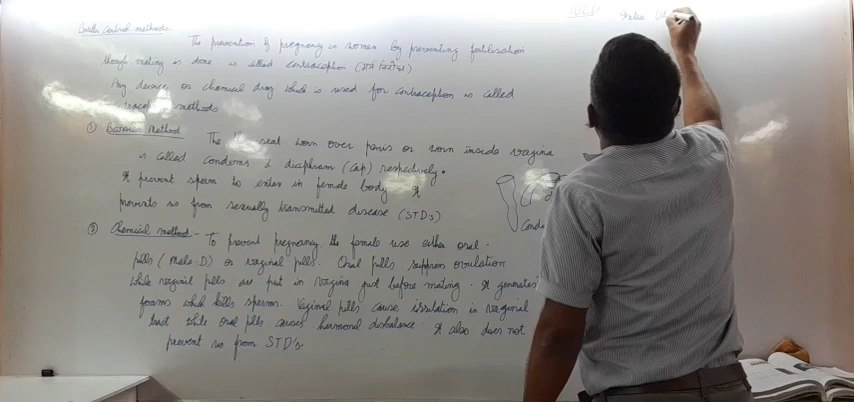 Birth Control methods
The prevention of pregnancy in women by preventing fertilisation
though mating is done is called contraception (गर्भ निरोधक)
Any device or chemical drug which is used for contraception is called
methods
① Barrier Method
The seat worn over penis or worn inside vagina
is called Condoms & diaphram (Cap) respectively.
It prevent sperm to enter in female body. It
prevents us from sexually transmitted disease (STD's)
② Chemical method - To prevent pregnancy the female use either oral
pills (Mala-D) or vaginal pills. Oral pills suppress ovulation
while vaginal pills are put in vagina just before mating. It generates
foams which kills sperms. Vaginal pills cause irritation in vaginal
tract while oral pills causes hormonal disbalance. It also does not
prevent us from STD's
Intra